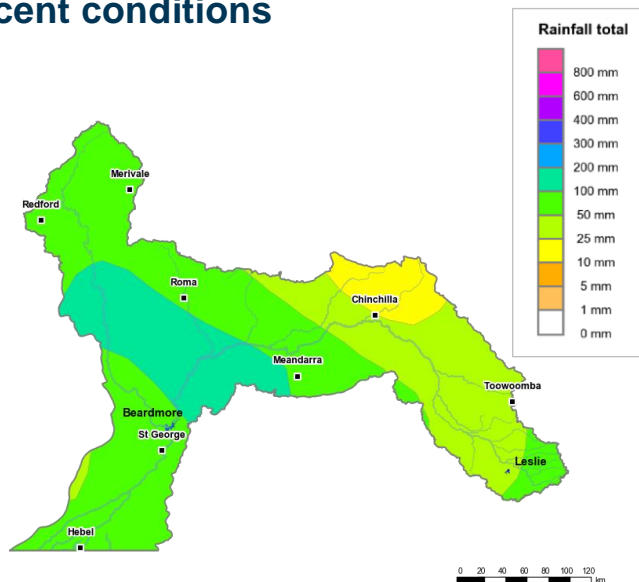 cent conditions
Rainfall total
800 mm
600 mm
400 mm
300 mm
200 mm
100 mm
50 mm
25 mm
10 mm
5 mm
1 mm
0 mm
Merivale
Redford
Roma
Chinchilla
Meandarra
Toowoomba
Beardmore
St George
Leslie
Hebel
0 20 40 60 80 100 120
km